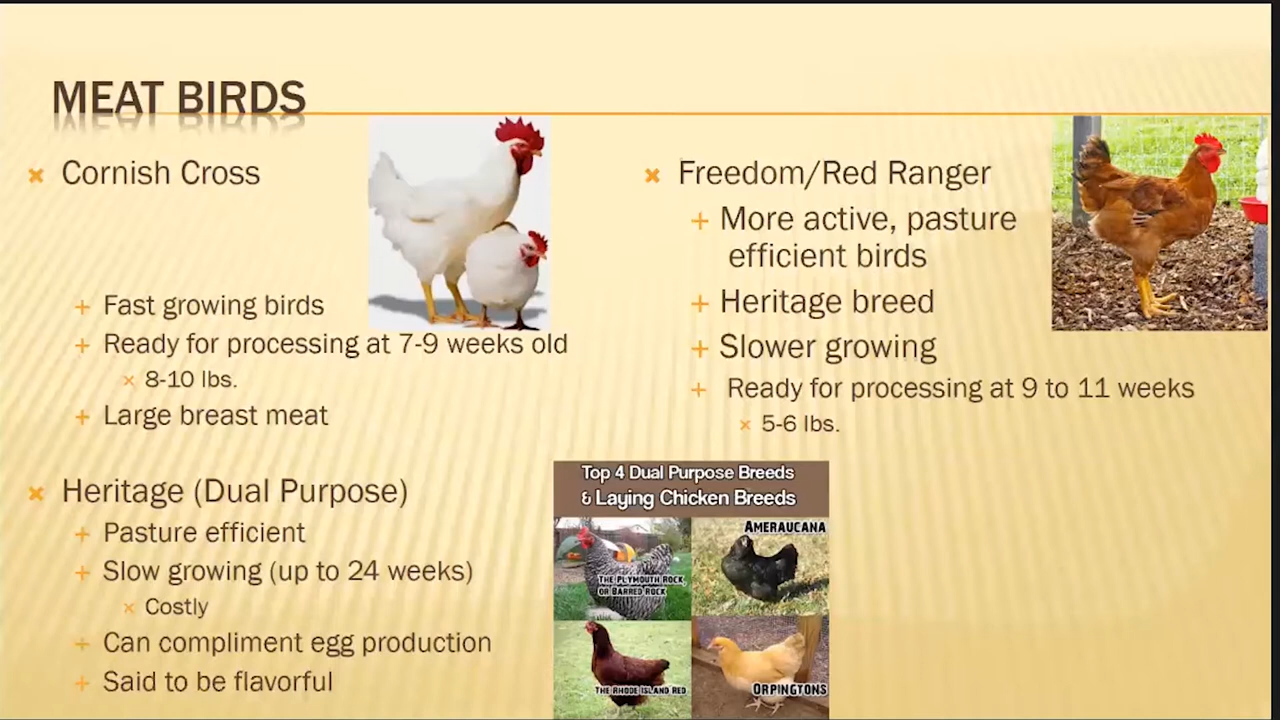 MEAT BIRDS
Cornish Cross
Fast growing birds
Ready for processing at 7-9 weeks old
8-10 lbs.
Large breast meat
Heritage (Dual Purpose)
Pasture efficient
Slow growing (up to 24 weeks)
Costly
Can compliment egg production
Said to be flavorful
Freedom/Red Ranger
More active, pasture
efficient birds
Heritage breed
Slower growing
Ready for processing at 9 to 11 weeks
5-6 lbs.
Top 4 Dual Purpose Breeds
& Laying Chicken Breeds
THE PLYMOUTH ROCK,
OR BARRED ROCK
AMERAUCANA
THE RHODE ISLAND RED
ORPINGTONS